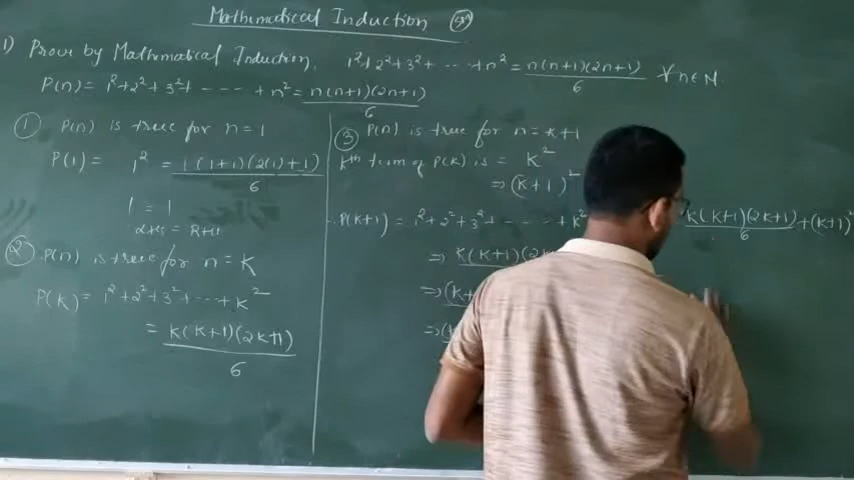 Mathematical Induction
1) Prove by Mathematical Induction, 1²+2²+3²+ - - - +n² = n(n+1)(2n+1)/6 ∀ n∈N
P(n) = 1²+2²+3²+ - - - - +n² = n(n+1)(2n+1)/6
① P(n) is true for n=1
P(1) = 1² = 1(1+1)(2(1)+1)/6
1 = 1
② P(n) is true for n=K
P(K) = 1²+2²+3²+ - - - +K²
= K(K+1)(2K+1)/6
③ P(n) is true for n=K+1
Kth term of P(K) is = K²
⇒ (K+1)²
P(K+1) = 1²+2²+3²+ - - - - +K² K(K+1)(2K+1)/6 +(K+1)²
⇒ K(K+1)(2K
⇒ (K+
⇒ (